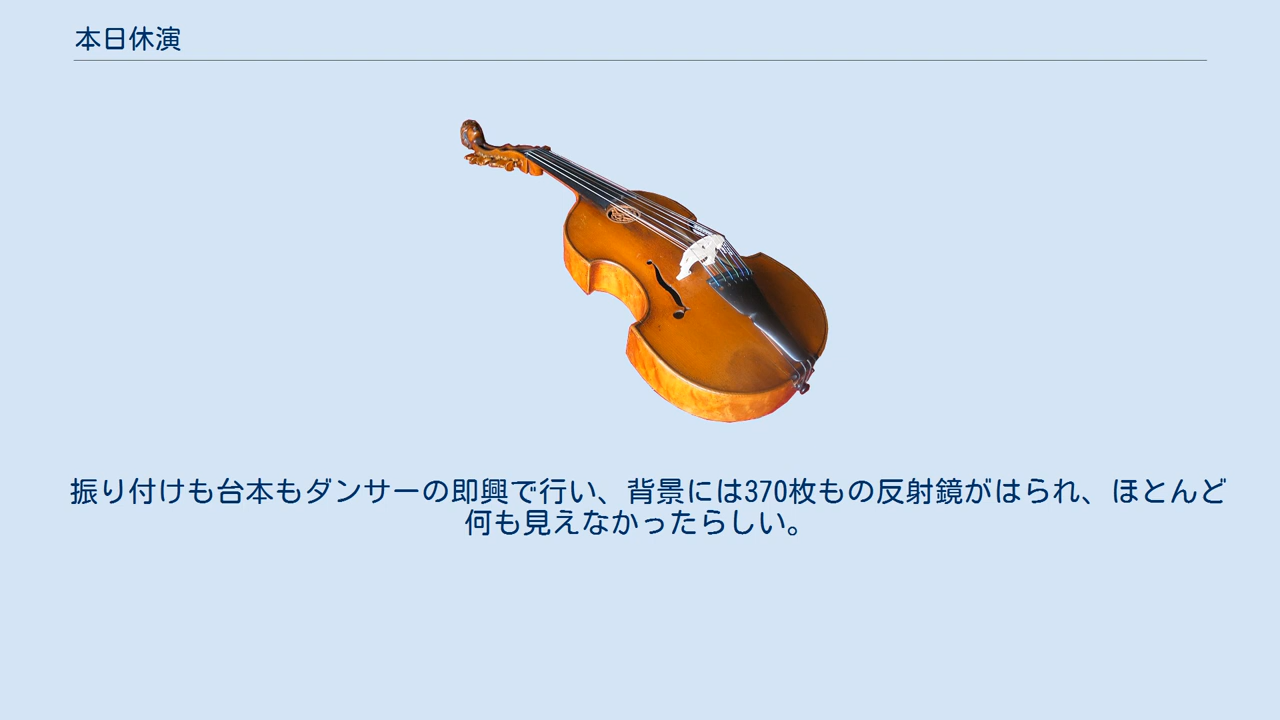 本日休演
振り付けも台本もダンサーの即興で行い、背景には370枚もの反射鏡がはられ、ほとんど
何も見えなかったらしい。